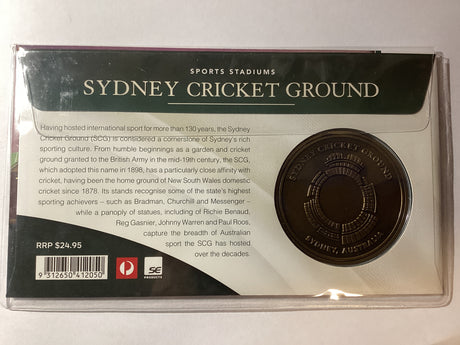 SPORTS STADIUMS
SYDNEY CRICKET GROUND
Having hosted international sport for more than 130 years, the Sydney
Cricket Ground (SCG) is considered a cornerstone of Sydney's rich
sporting culture. From humble beginnings as a garden and cricket
ground granted to the British Army in the mid-19th century, the SCG,
which adopted this name in 1898, has a particularly close affinity with
cricket, having been the home ground of New South Wales domestic
cricket since 1878. Its stands recognise some of the state's highest
sporting achievers – such as Bradman, Churchill and Messenger –
while a panoply of statues, including of Richie Benaud,
Reg Gasnier, Johnny Warren and Paul Roos,
capture the breadth of Australian
sport the SCG has hosted
over the decades.
SYDNEY CRICKET GROUND
SYDNEY, AUSTRALIA
RRP $24.95
9 312650 412050
SE
PRODUCTS